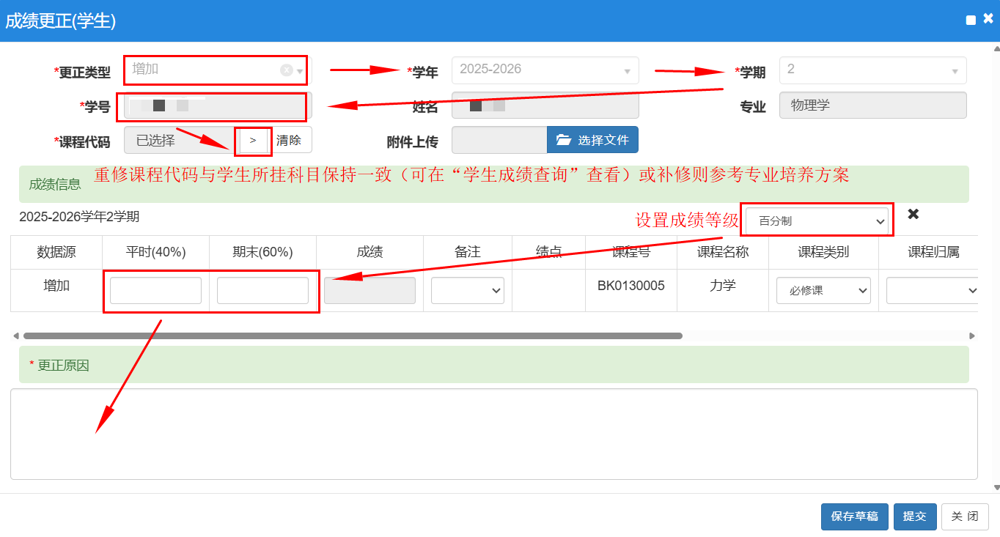 成绩更正(学生)
*更正类型 增加 *学年 2025-2026 *学期 2
*学号 姓名 专业 物理学
*课程代码 已选择 > 清除 附件上传 选择文件
成绩信息 重修课程代码与学生所挂科目保持一致（可在“学生成绩查询”查看）或补修则参考专业培养方案
2025-2026学年2学期 设置成绩等级 百分制
数据源 平时(40%) 期末(60%) 成绩 备注 绩点 课程号 课程名称 课程类别 课程归属
增加 BK0130005 力学 必修课
* 更正原因
保存草稿 提交 关 闭